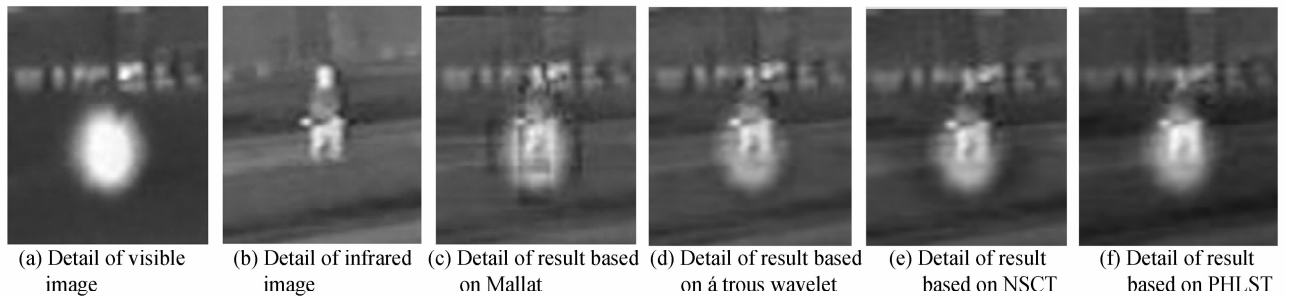 (a) Detail of visible
image
(b) Detail of infrared
image
(c) Detail of result based
on Mallat
(d) Detail of result based
on á trous wavelet
(e) Detail of result
based on NSCT
(f) Detail of result
based on PHLST